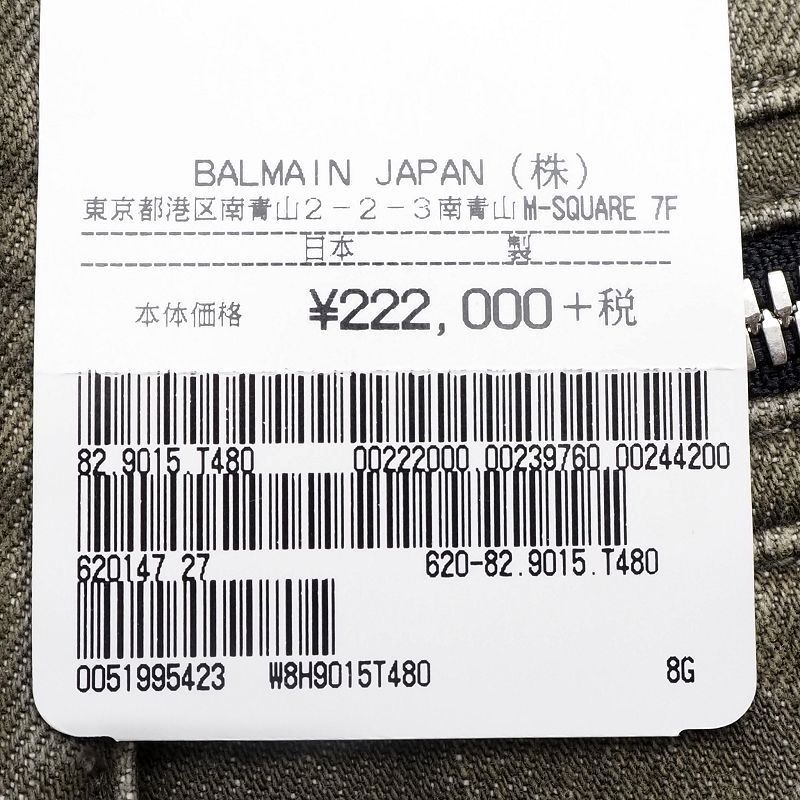 BALMAIN JAPAN (株)
東京都港区南青山2-2-3南青山M-SQUARE 7F
日本 製
本体価格 ¥222,000+税
82.9015.T480 00222000.00239760.00244200
620147 27 620-82.9015.T480
0051995423 W8H9015T480 8G